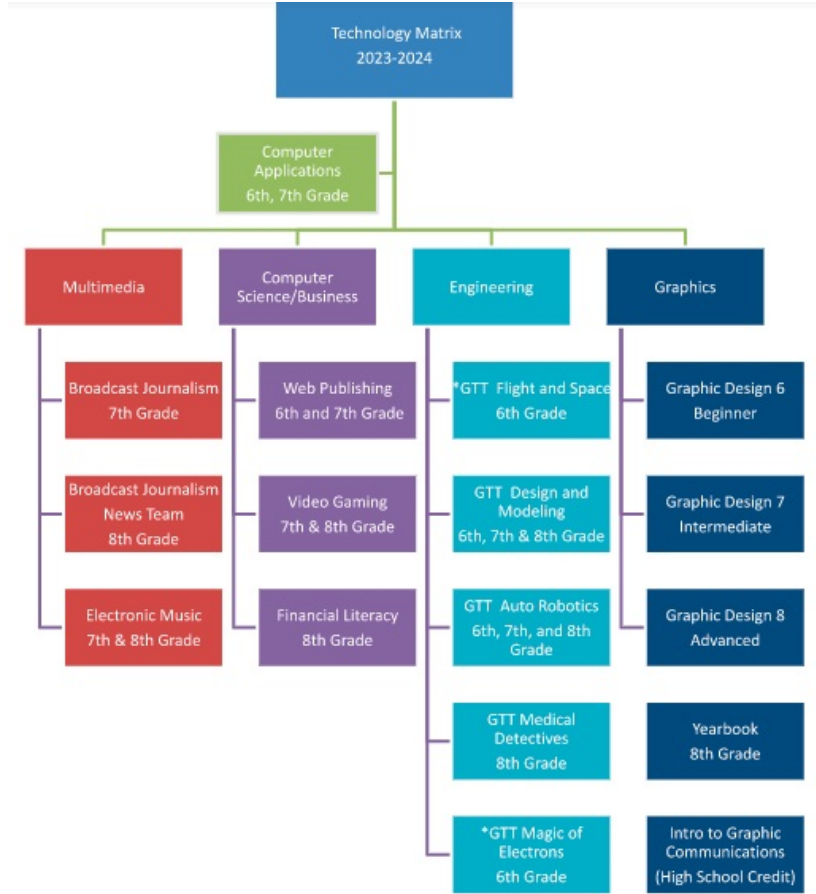 Technology Matrix
2023-2024
Computer
Applications
6th, 7th Grade
Multimedia
Computer
Science/Business
Engineering
Graphics
Broadcast Journalism
7th Grade
Broadcast Journalism
News Team
8th Grade
Electronic Music
7th & 8th Grade
Web Publishing
6th and 7th Grade
Video Gaming
7th & 8th Grade
Financial Literacy
8th Grade
*GTT Flight and Space
6th Grade
GTT Design and
Modeling
6th, 7th & 8th Grade
GTT Auto Robotics
6th, 7th, and 8th
Grade
GTT Medical
Detectives
8th Grade
*GTT Magic of
Electrons
6th Grade
Graphic Design 6
Beginner
Graphic Design 7
Intermediate
Graphic Design 8
Advanced
Yearbook
8th Grade
Intro to Graphic
Communications
(High School Credit)